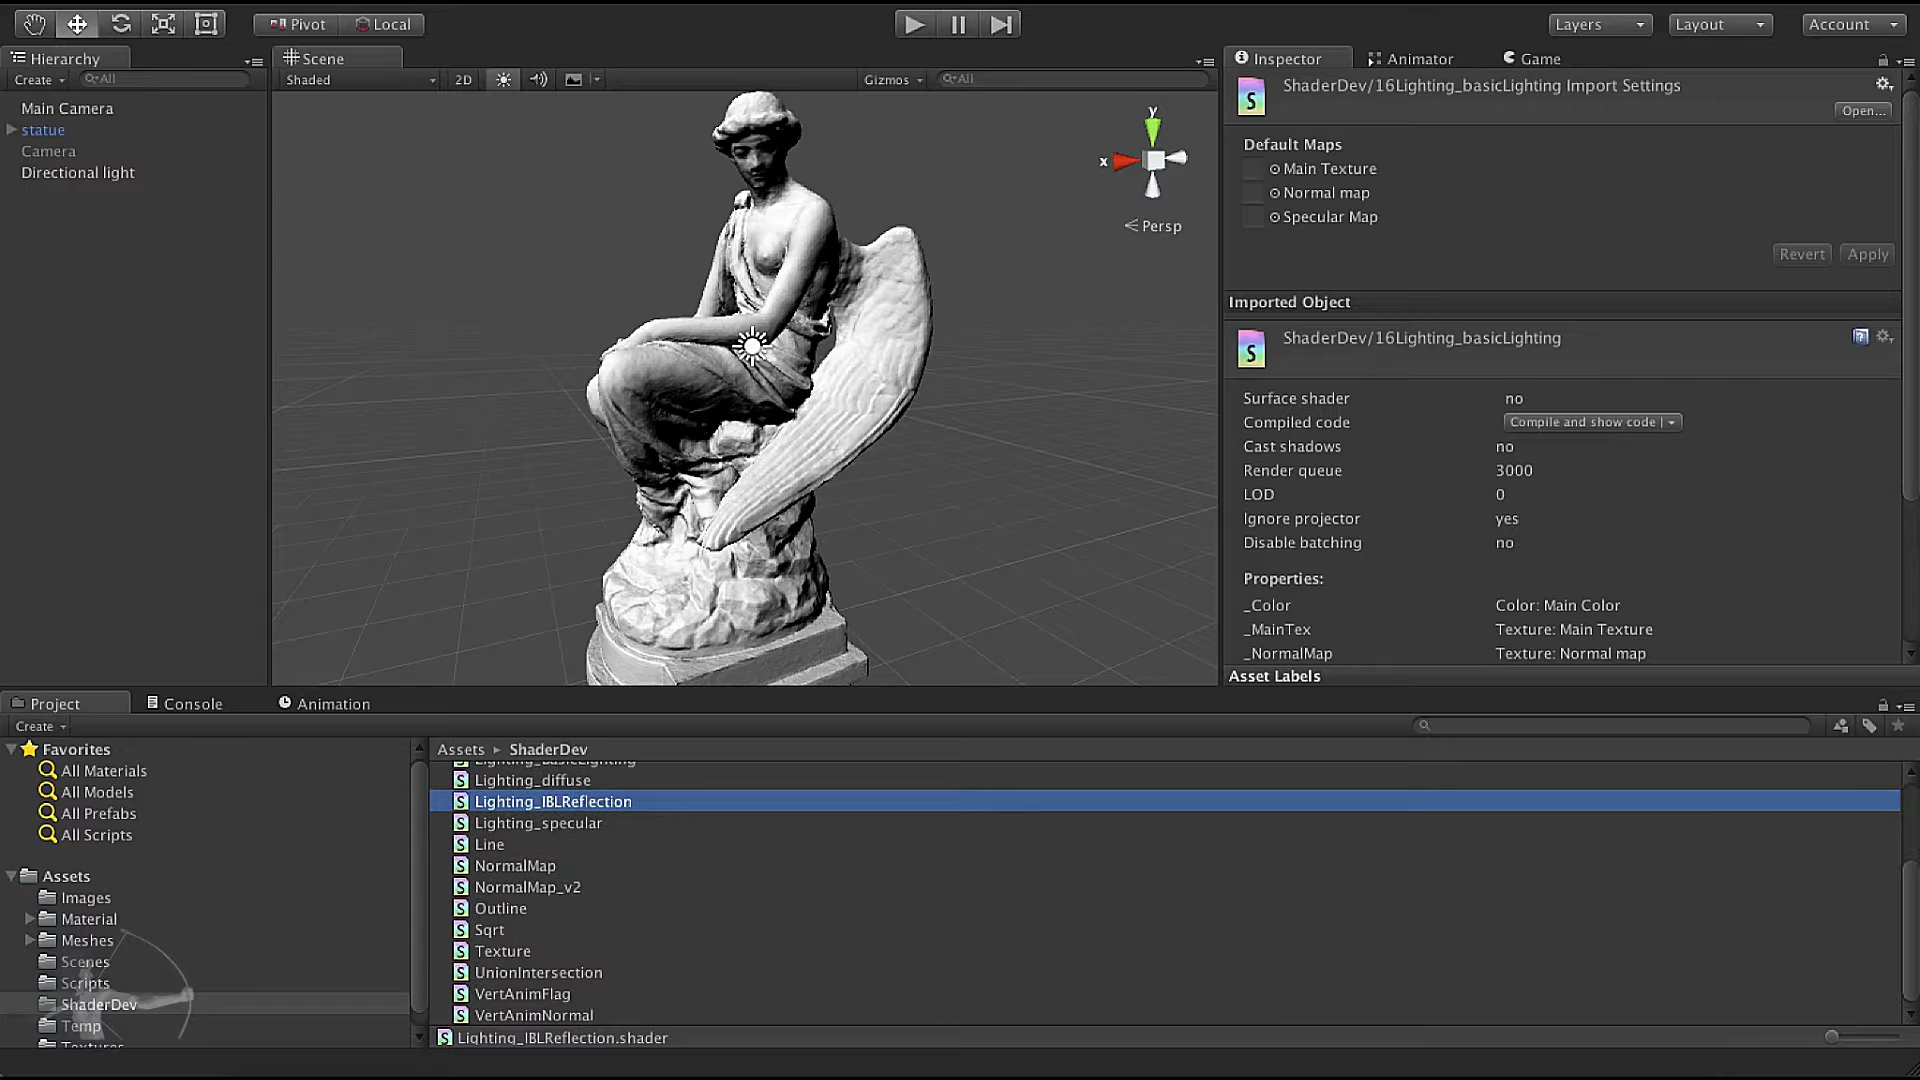 Pivot Local Layers Layout Account
Hierarchy Scene Inspector Animator Game
Create All Shaded 2D Gizmos All
Main Camera
statue
Camera
Directional light
y
x
Persp
ShaderDev/16Lighting_basicLighting Import Settings
Open...
Default Maps
Main Texture
Normal map
Specular Map
Revert Apply
Imported Object
ShaderDev/16Lighting_basicLighting
Surface shader no
Compiled code Compile and show code
Cast shadows no
Render queue 3000
LOD 0
Ignore projector yes
Disable batching no
Properties:
_Color Color: Main Color
_MainTex Texture: Main Texture
_NormalMap Texture: Normal map
Asset Labels
Project Console Animation
Create
Favorites
All Materials
All Models
All Prefabs
All Scripts
Assets
Images
Material
Meshes
Scenes
Scripts
ShaderDev
Temp
Textures
Assets ▸ ShaderDev
Lighting_BasicLighting
Lighting_diffuse
Lighting_IBLReflection
Lighting_specular
Line
NormalMap
NormalMap_v2
Outline
Sqrt
Texture
UnionIntersection
VertAnimFlag
VertAnimNormal
Lighting_IBLReflection.shader